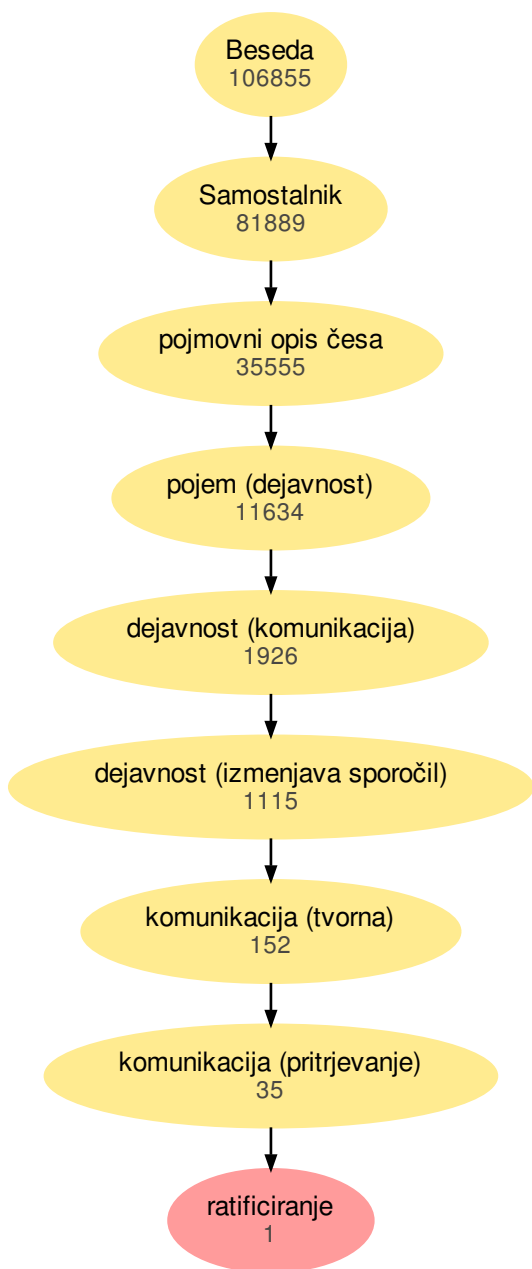 Beseda
106855
Samostalnik
81889
pojmovni opis česa
35555
pojem (dejavnost)
11634
dejavnost (komunikacija)
1926
dejavnost (izmenjava sporočil)
1115
komunikacija (tvorna)
152
komunikacija (pritrjevanje)
35
ratificiranje
1